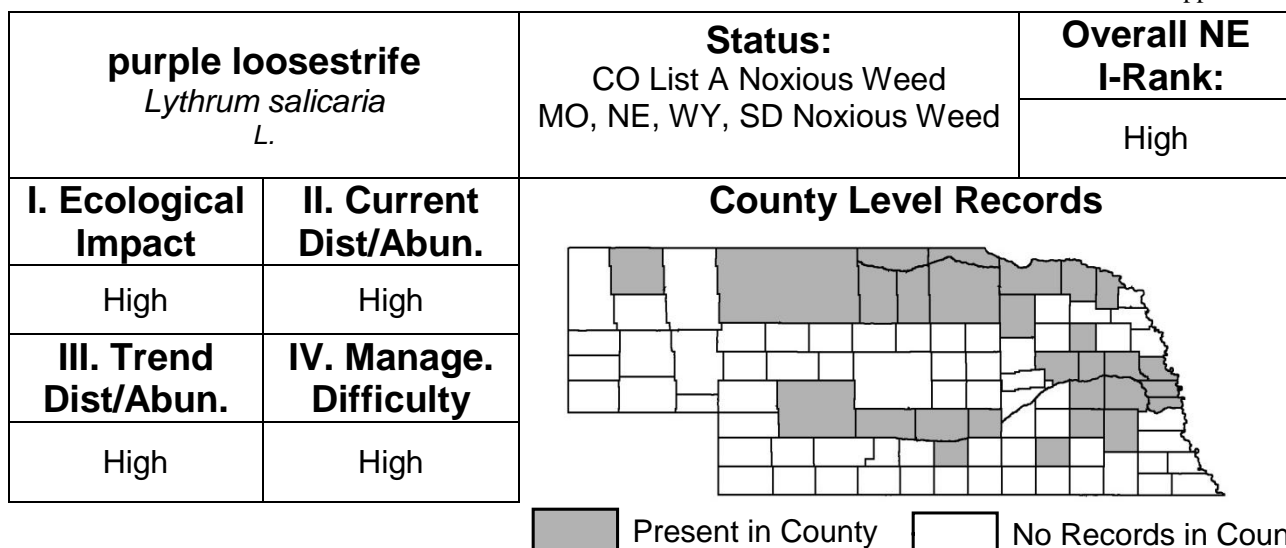 purple loosestrife
Lythrum salicaria
L.
Status:
CO List A Noxious Weed
MO, NE, WY, SD Noxious Weed
Overall NE
I-Rank:
High
I. Ecological
Impact
II. Current
Dist/Abun.
High
High
III. Trend
Dist/Abun.
IV. Manage.
Difficulty
High
High
County Level Records
Present in County
No Records in Coun